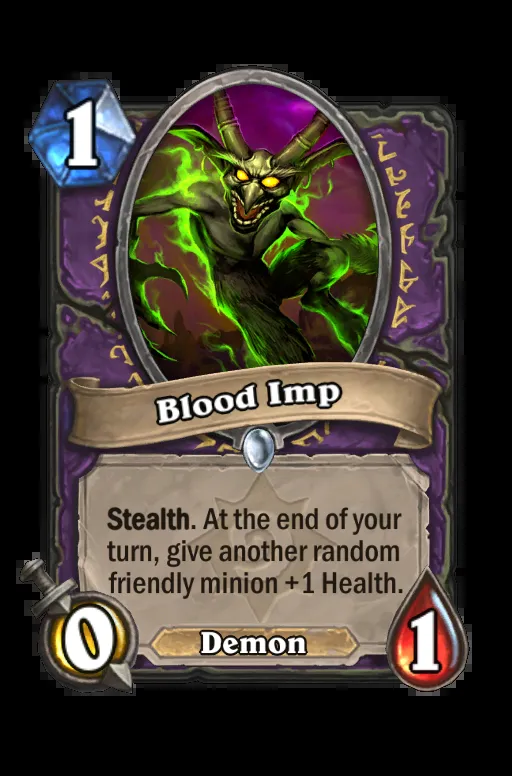 1
Blood Imp
Stealth. At the end of your
turn, give another random
friendly minion +1 Health.
0
Demon
1